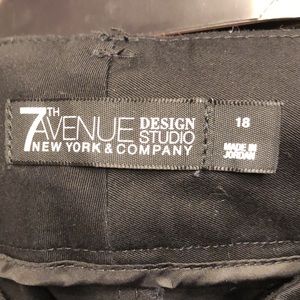 7TH AVENUE DESIGN STUDIO
NEW YORK & COMPANY
18
MADE IN
JORDAN